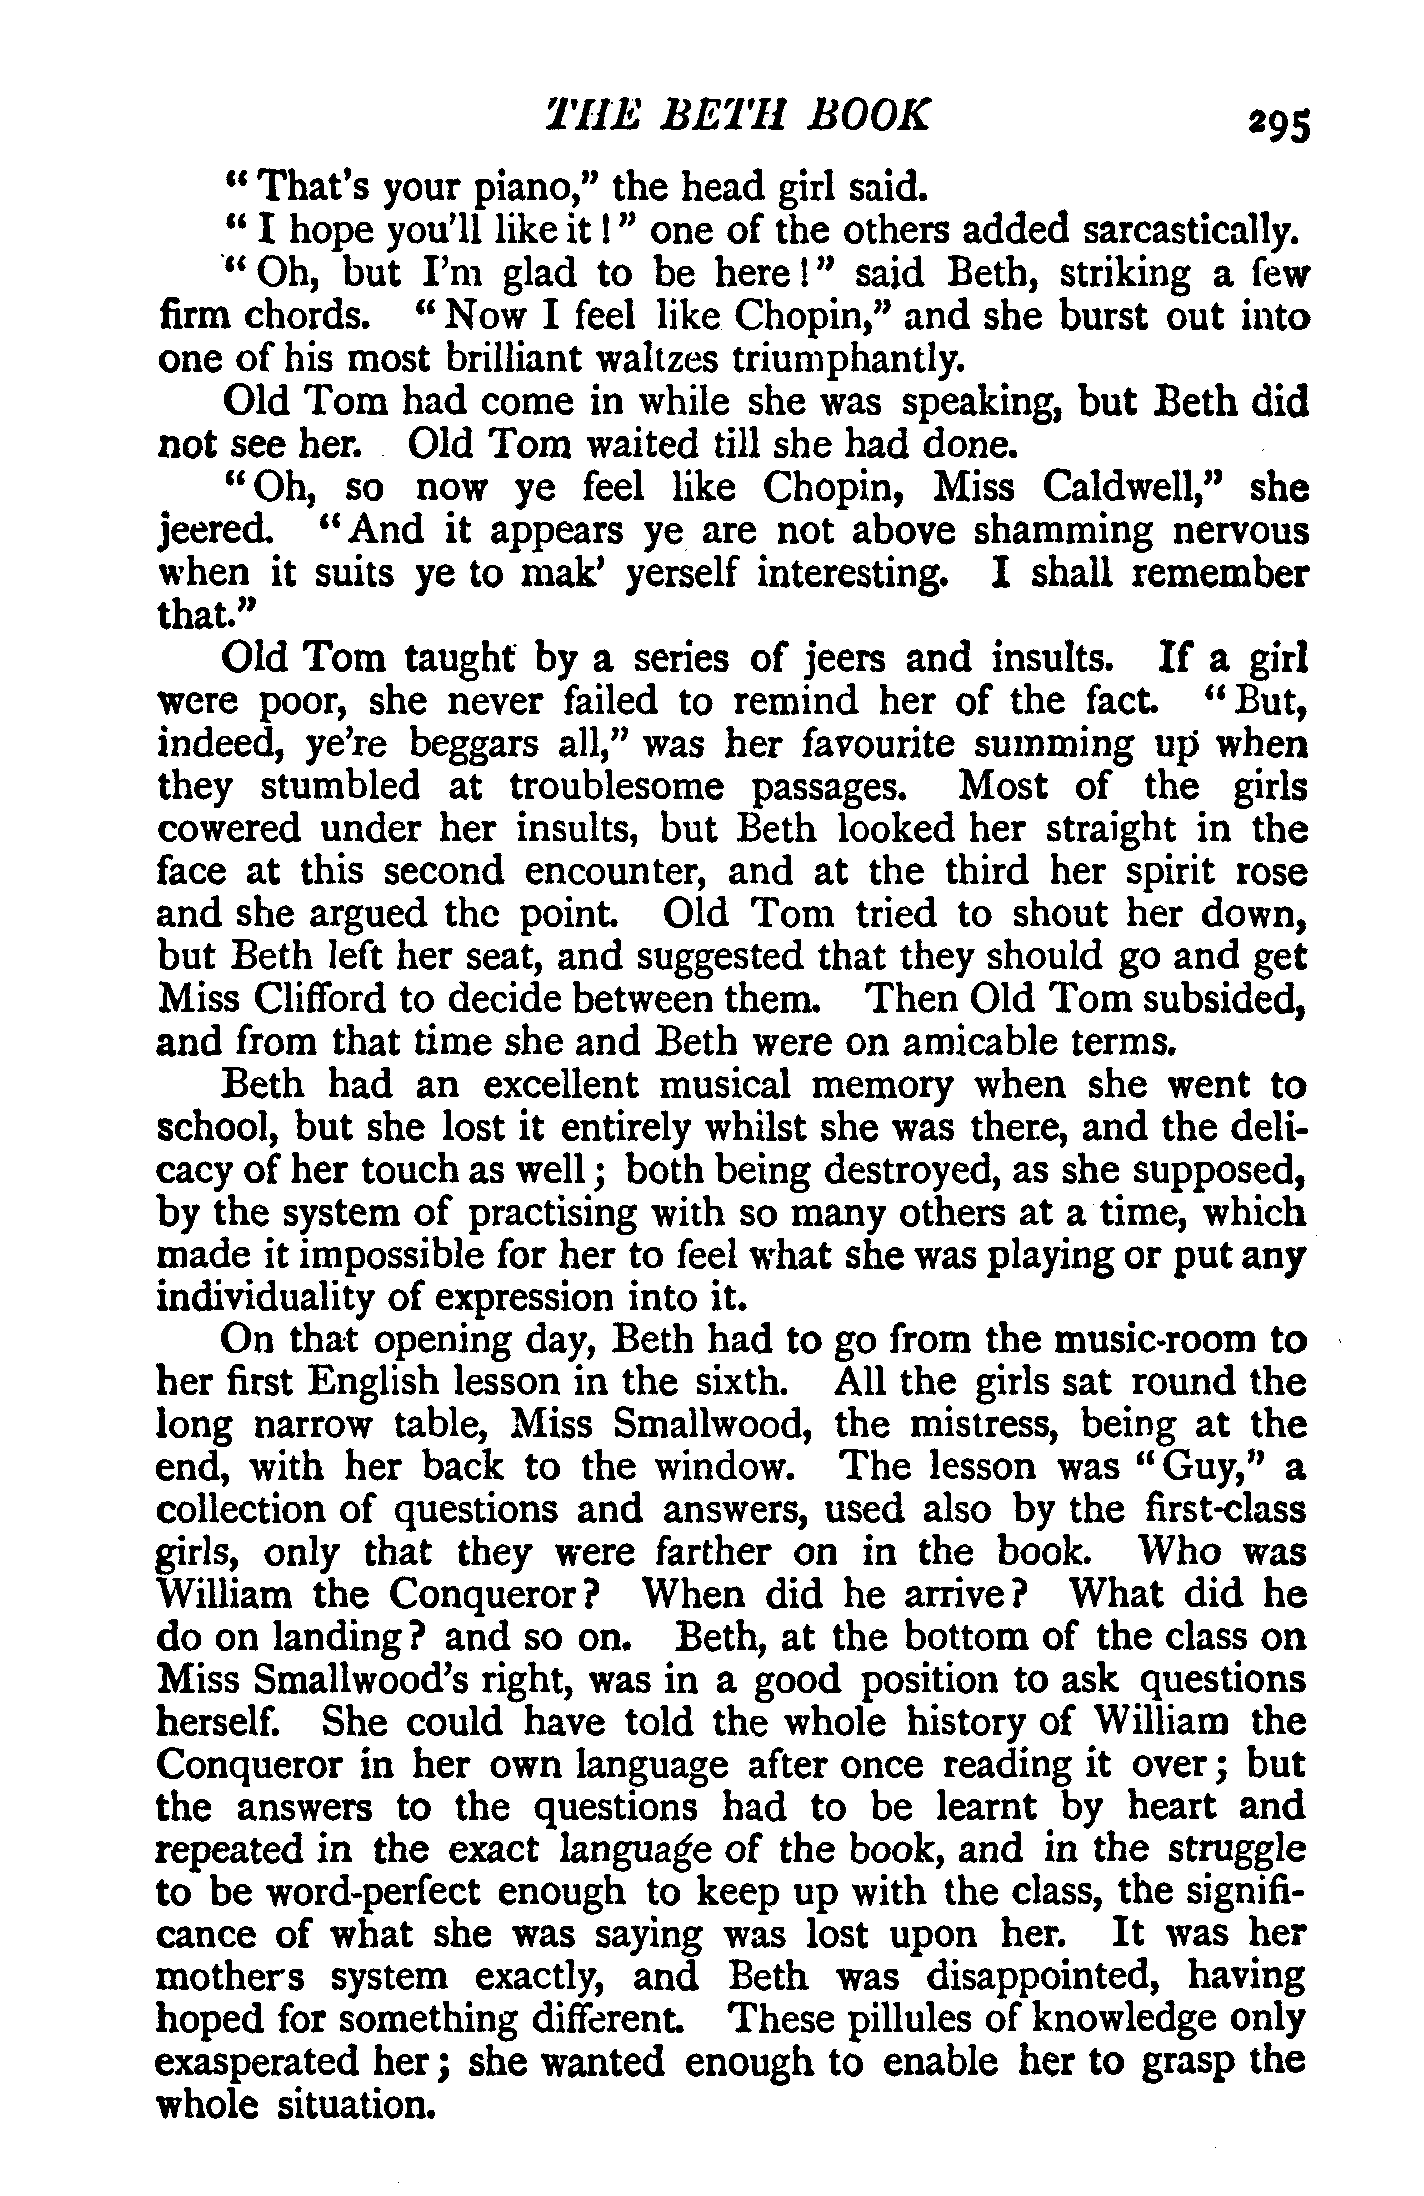 THE BETH BOOK 295
“That’s your piano,” the head girl said.
“I hope you’ll like it!” one of the others added sarcastically.
“Oh, but I’m glad to be here!” said Beth, striking a few
firm chords. “Now I feel like Chopin,” and she burst out into
one of his most brilliant waltzes triumphantly.
Old Tom had come in while she was speaking, but Beth did
not see her. Old Tom waited till she had done.
“Oh, so now ye feel like Chopin, Miss Caldwell,” she
jeered. “And it appears ye are not above shamming nervous
when it suits ye to mak’ yerself interesting. I shall remember
that.”
Old Tom taught by a series of jeers and insults. If a girl
were poor, she never failed to remind her of the fact. “But,
indeed, ye’re beggars all,” was her favourite summing up when
they stumbled at troublesome passages. Most of the girls
cowered under her insults, but Beth looked her straight in the
face at this second encounter, and at the third her spirit rose
and she argued the point. Old Tom tried to shout her down,
but Beth left her seat, and suggested that they should go and get
Miss Clifford to decide between them. Then Old Tom subsided,
and from that time she and Beth were on amicable terms.
Beth had an excellent musical memory when she went to
school, but she lost it entirely whilst she was there, and the deli-
cacy of her touch as well; both being destroyed, as she supposed,
by the system of practising with so many others at a time, which
made it impossible for her to feel what she was playing or put any
individuality of expression into it.
On that opening day, Beth had to go from the music-room to
her first English lesson in the sixth. All the girls sat round the
long narrow table, Miss Smallwood, the mistress, being at the
end, with her back to the window. The lesson was “Guy,” a
collection of questions and answers, used also by the first-class
girls, only that they were farther on in the book. Who was
William the Conqueror? When did he arrive? What did he
do on landing? and so on. Beth, at the bottom of the class on
Miss Smallwood’s right, was in a good position to ask questions
herself. She could have told the whole history of William the
Conqueror in her own language after once reading it over; but
the answers to the questions had to be learnt by heart and
repeated in the exact language of the book, and in the struggle
to be word-perfect enough to keep up with the class, the signifi-
cance of what she was saying was lost upon her. It was her
mothers system exactly, and Beth was disappointed, having
hoped for something different. These pillules of knowledge only
exasperated her; she wanted enough to enable her to grasp the
whole situation.